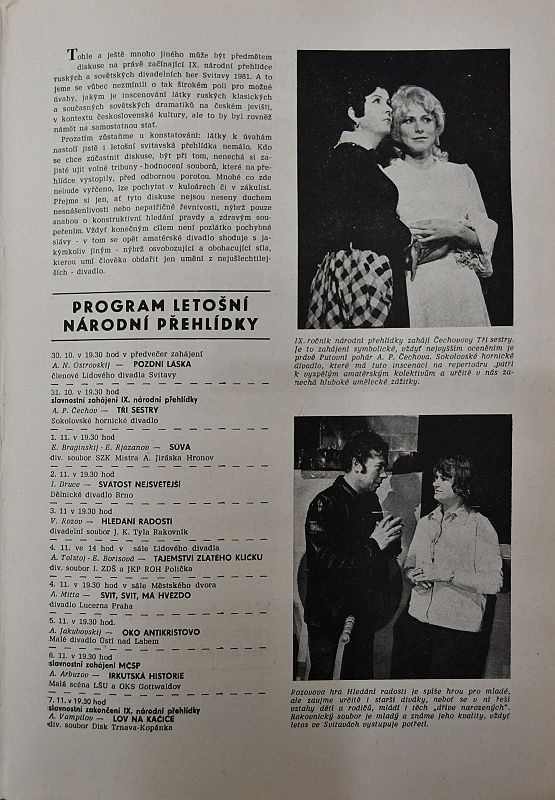 Tohle a ještě mnoho jiného může být předmětem
diskuse na právě začínající IX. národní přehlídce
ruských a sovětských divadelních her Svitavy 1981. A to
jsme se vůbec nezmínili o tak širokém poli pro možné
úvahy, jakým je inscenování látky ruských klasických
a současných sovětských dramatiků na českém jevišti,
v kontextu československé kultury, ale to by byl rovněž
námět na samostatnou stať.
Prozatím zůstaňme u konstatování: látky k úvahám
nastolí jistě i letošní svitavská přehlídka nemálo. Kdo
se chce zúčastnit diskuse, být při tom, nenechá si za-
jisté ujít volné tribuny - hodnocení souborů, které na pře-
hlídce vystoupily, před odbornou porotou. Mnohé co zde
nebude vyřčeno, lze pochytat v kuloárech či v zákulisí.
Přejme si jen, ať tyto diskuse nejsou neseny duchem
nesnášenlivosti nebo nepatřičné řevnivosti, nýbrž pouze
snahou o konstruktivní hledání pravdy a zdravým sou-
peřením. Vždyť konečným cílem není pozlátko pochybné
slávy - v tom se opět amatérské divadlo shoduje s ja-
kýmkoliv jiným - nýbrž osvobozující a obohacující síla,
kterou umí člověka obdařit jen umění z nejušlechtilej-
ších - divadlo.
PROGRAM LETOŠNÍ
NÁRODNÍ PŘEHLÍDKY
30. 10. v 19.30 hod v předvečer zahájení
A. N. Ostrovskij — POZDNÍ LÁSKA
členové Lidového divadla Svitavy
31. 10. v 19.30 hod
slavnostní zahájení IX. národní přehlídky
A. P. Čechov — TŘI SESTRY
Sokolovské hornické divadlo
1. 11. v 19.30 hod
E. Braginskij - E. Rjazanov — SŮVA
div. soubor SZK Mistra A. Jiráska Hronov
2. 11. v 19.30 hod
I. Druce — SVÁTOST NEJSVĚTĚJŠÍ
Dělnické divadlo Brno
3. 11 v 19.30 hod
V. Rozov — HLEDÁNÍ RADOSTI
divadelní soubor J. K. Tyla Rakovník
4. 11. ve 14 hod v sále Lidového divadla
A. Tolstoj - E. Borisová — TAJEMSTVÍ ZLATÉHO KLÍČKU
div. soubor I. ZDŠ a JKP ROH Polička
4. 11. v 19.30 hod v sále Městského dvora
A. Mitta — SVIŤ, SVIŤ, MÁ HVĚZDO
divadlo Lucerna Praha
5. 11. v 19.30 hod.
A. Jakubovskij — OKO ANTIKRISTOVO
Malé divadlo Ústí nad Labem
6. 11. v 19.30 hod
slavnostní zahájení MČSP
A. Arbuzov — IRKUTSKÁ HISTORIE
Malá scéna LŠU a OKS Gottwaldov
7. 11. v 19.30 hod
slavnostní zakončení IX. národní přehlídky
A. Vampilov — LOV NA KAČICE
div. soubor Disk Trnava-Kopánka
IX. ročník národní přehlídky zahájí Čechovovy Tři sestry.
Je to zahájení symbolické, vždyť nejvyšším oceněním je
právě Putovní pohár A. P. Čechova. Sokolovské hornické
divadlo, které má tuto inscenaci na repertoáru „patří
k vyspělým amatérským kolektivům a určitě v nás za-
nechá hluboké umělecké zážitky.
Rozovova hra Hledání radosti je spíše hrou pro mladé,
ale zaujme určitě i starší diváky, neboť se v ní řeší
vztahy dětí a rodičů, mládí i těch „dříve narozených".
Rakovnický soubor je mladý a známe jeho kvality, vždyť
letos ve Svitavách vystupuje potřetí.